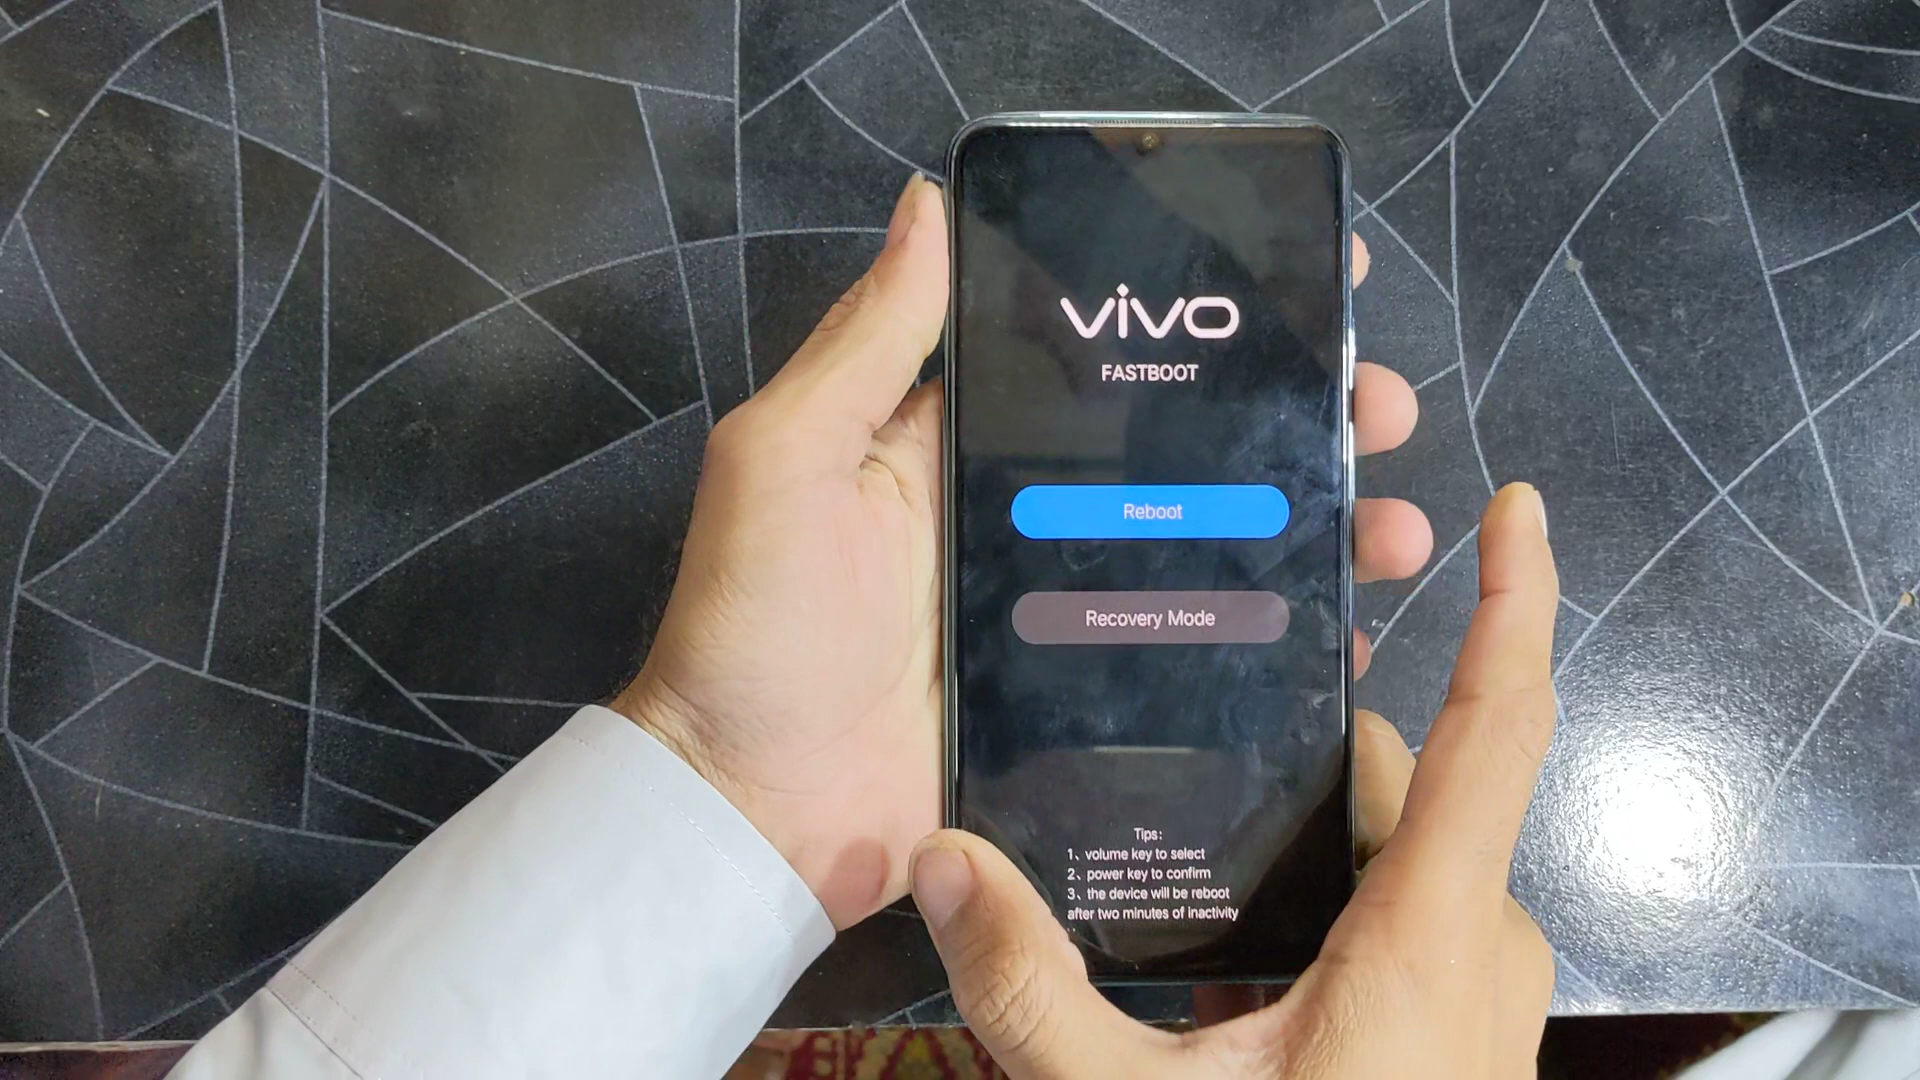 vivo
FASTBOOT
Reboot
Recovery Mode
Tips:
1、volume key to select
2、power key to confirm
3、the device will be reboot
after two minutes of inactivity